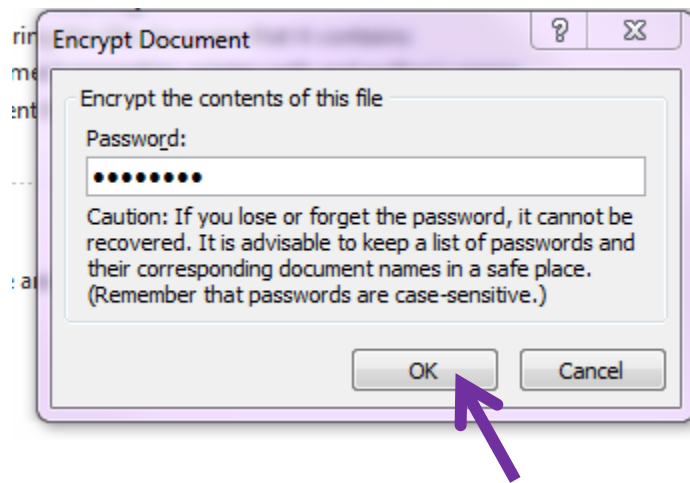 Encrypt Document
Encrypt the contents of this file
Password:
••••••••
Caution: If you lose or forget the password, it cannot be
recovered. It is advisable to keep a list of passwords and
their corresponding document names in a safe place.
(Remember that passwords are case-sensitive.)
OK
Cancel